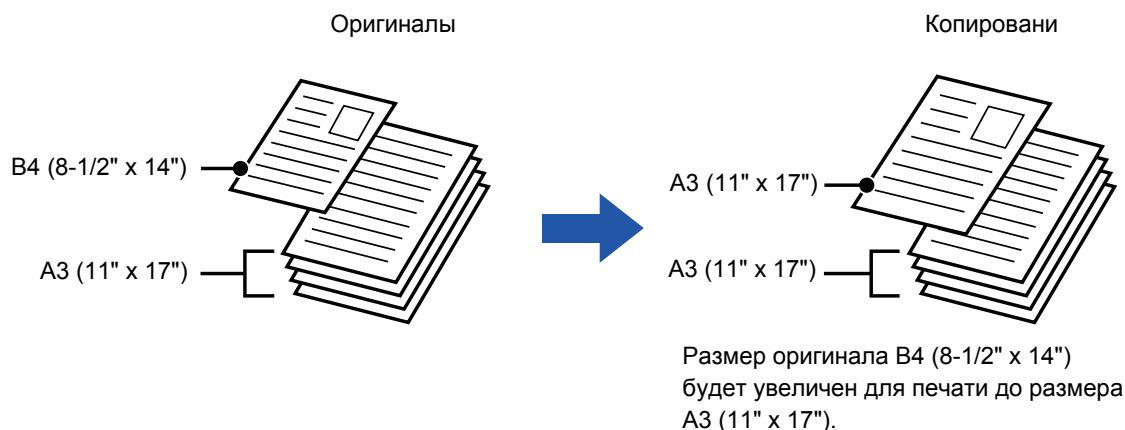 Оригиналы
Копировани
B4 (8-1/2" x 14")
A3 (11" x 17")
A3 (11" x 17")
A3 (11" x 17")
Размер оригинала B4 (8-1/2" x 14")
будет увеличен для печати до размера
A3 (11" x 17").